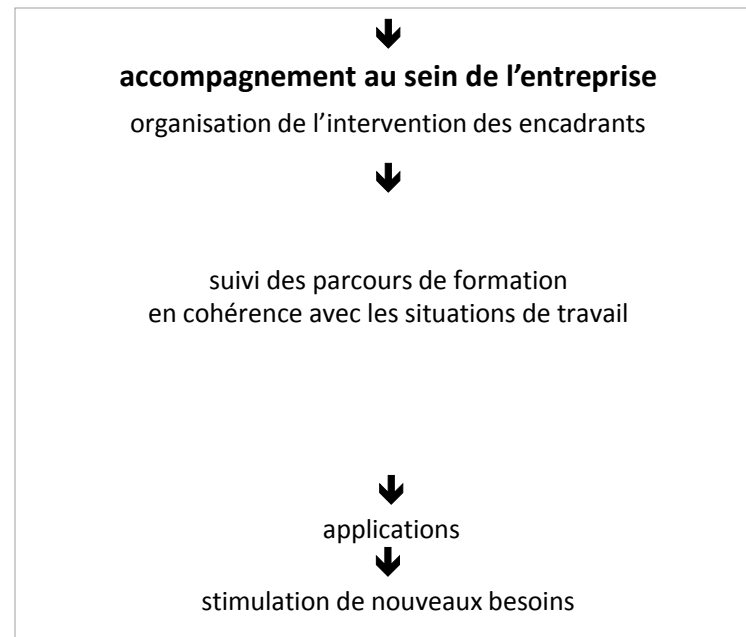 accompagnement au sein de l’entreprise
organisation de l’intervention des encadrants
suivi des parcours de formation
en cohérence avec les situations de travail
applications
stimulation de nouveaux besoins